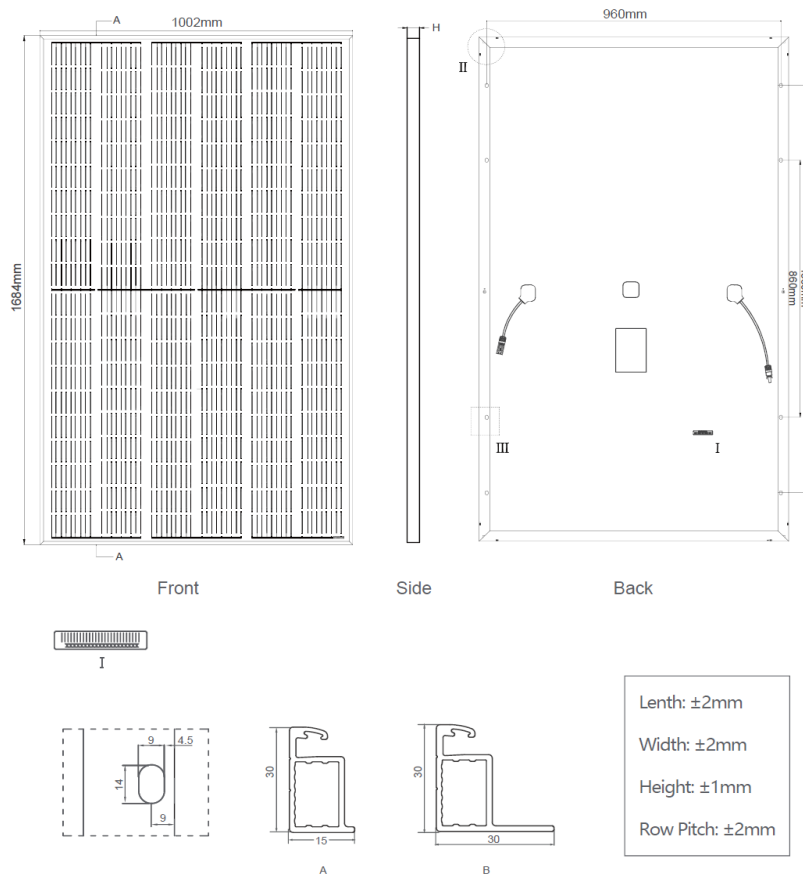 A
1002mm
H
960mm
II
1684mm
860mm
III
I
A
Front
Side
Back
I
9
4.5
14
9
30
15
A
30
30
B
Lenth: ±2mm
Width: ±2mm
Height: ±1mm
Row Pitch: ±2mm